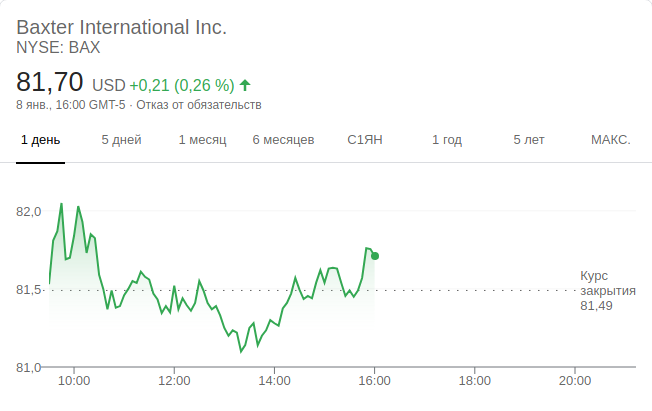 Baxter International Inc.
NYSE: BAX
81,70 USD +0,21 (0,26 %)
8 янв., 16:00 GMT-5 · Отказ от обязательств
1 день 5 дней 1 месяц 6 месяцев С1ЯН 1 год 5 лет МАКС.
82,0
81,5
81,0
Курс
закрытия
81,49
10:00 12:00 14:00 16:00 18:00 20:00